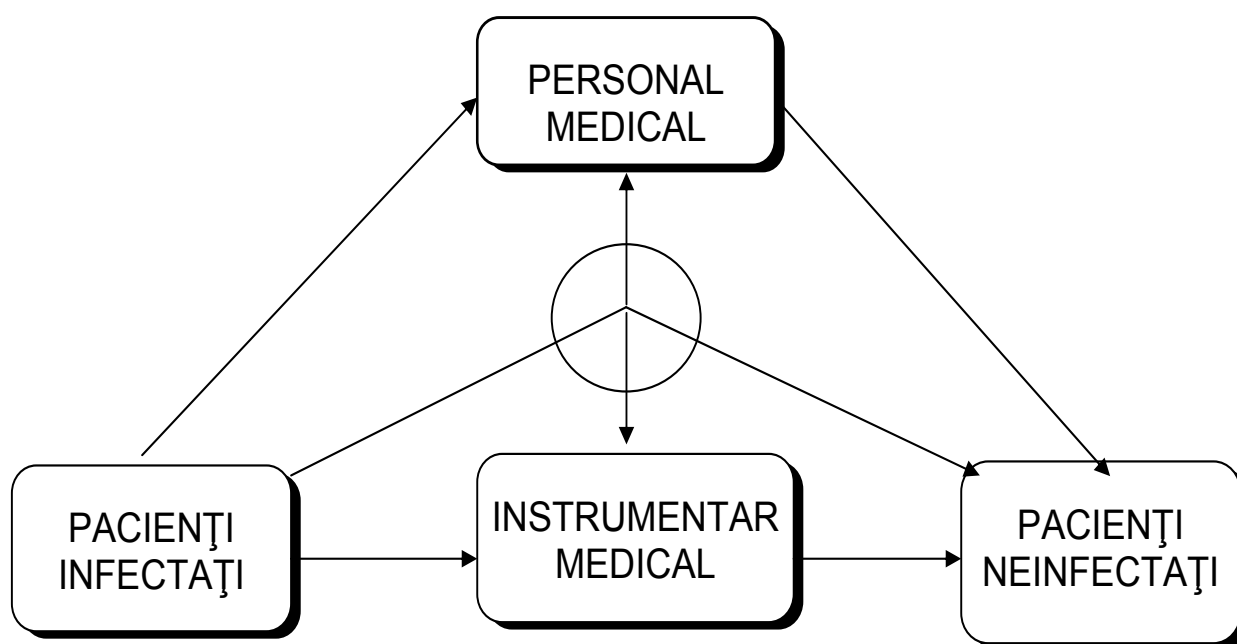 PERSONAL
MEDICAL
PACIENŢI
INFECTAŢI
INSTRUMENTAR
MEDICAL
PACIENŢI
NEINFECTAŢI